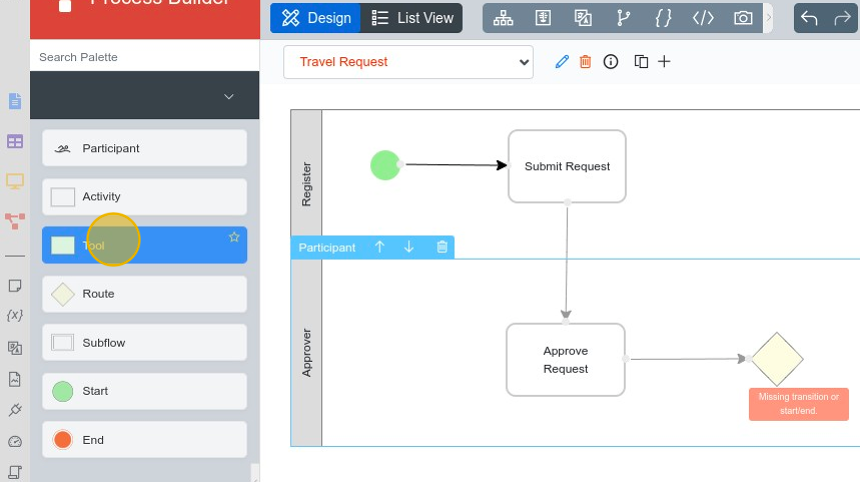 Process Builder
Design
List View
Search Palette
Travel Request
Participant
Activity
Tool
Route
Subflow
Start
End
{x}
{}
</>
Register
Submit Request
Participant
Approver
Approve
Request
Missing transition or
start/end.